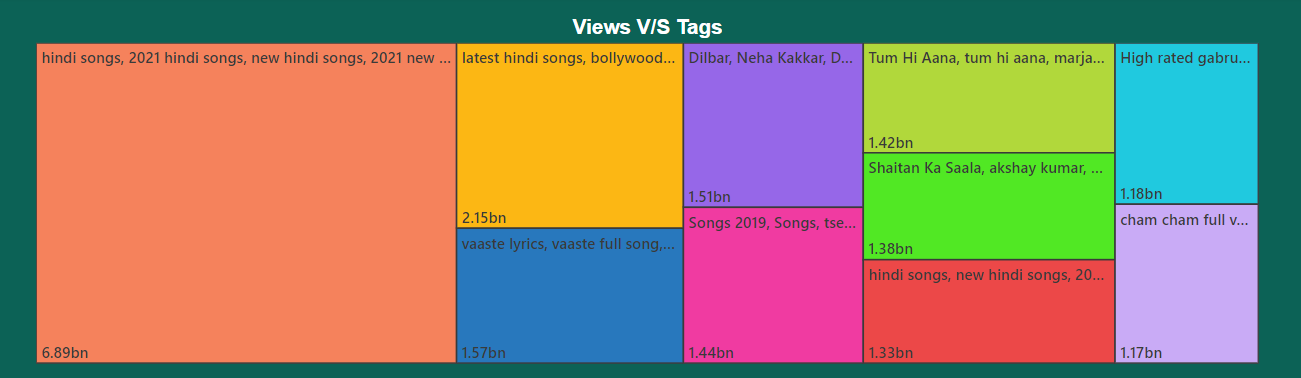 Views V/S Tags
hindi songs, 2021 hindi songs, new hindi songs, 2021 new ...
6.89bn
latest hindi songs, bollywood...
2.15bn
vaaste lyrics, vaaste full song,...
1.57bn
Dilbar, Neha Kakkar, D...
1.51bn
Songs 2019, Songs, tse...
1.44bn
Tum Hi Aana, tum hi aana, marja...
1.42bn
Shaitan Ka Saala, akshay kumar, ...
1.38bn
hindi songs, new hindi songs, 20...
1.33bn
High rated gabru...
1.18bn
cham cham full v...
1.17bn